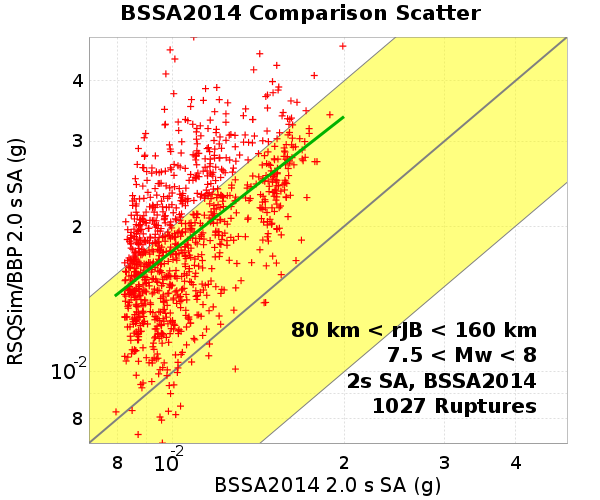 BSSA2014 Comparison Scatter
RSQSim/BBP 2.0 s SA (g)
4
3
2
10-2
8
80 km < rJB < 160 km
7.5 < Mw < 8
2s SA, BSSA2014
1027 Ruptures
8 10-2 2 3 4
BSSA2014 2.0 s SA (g)